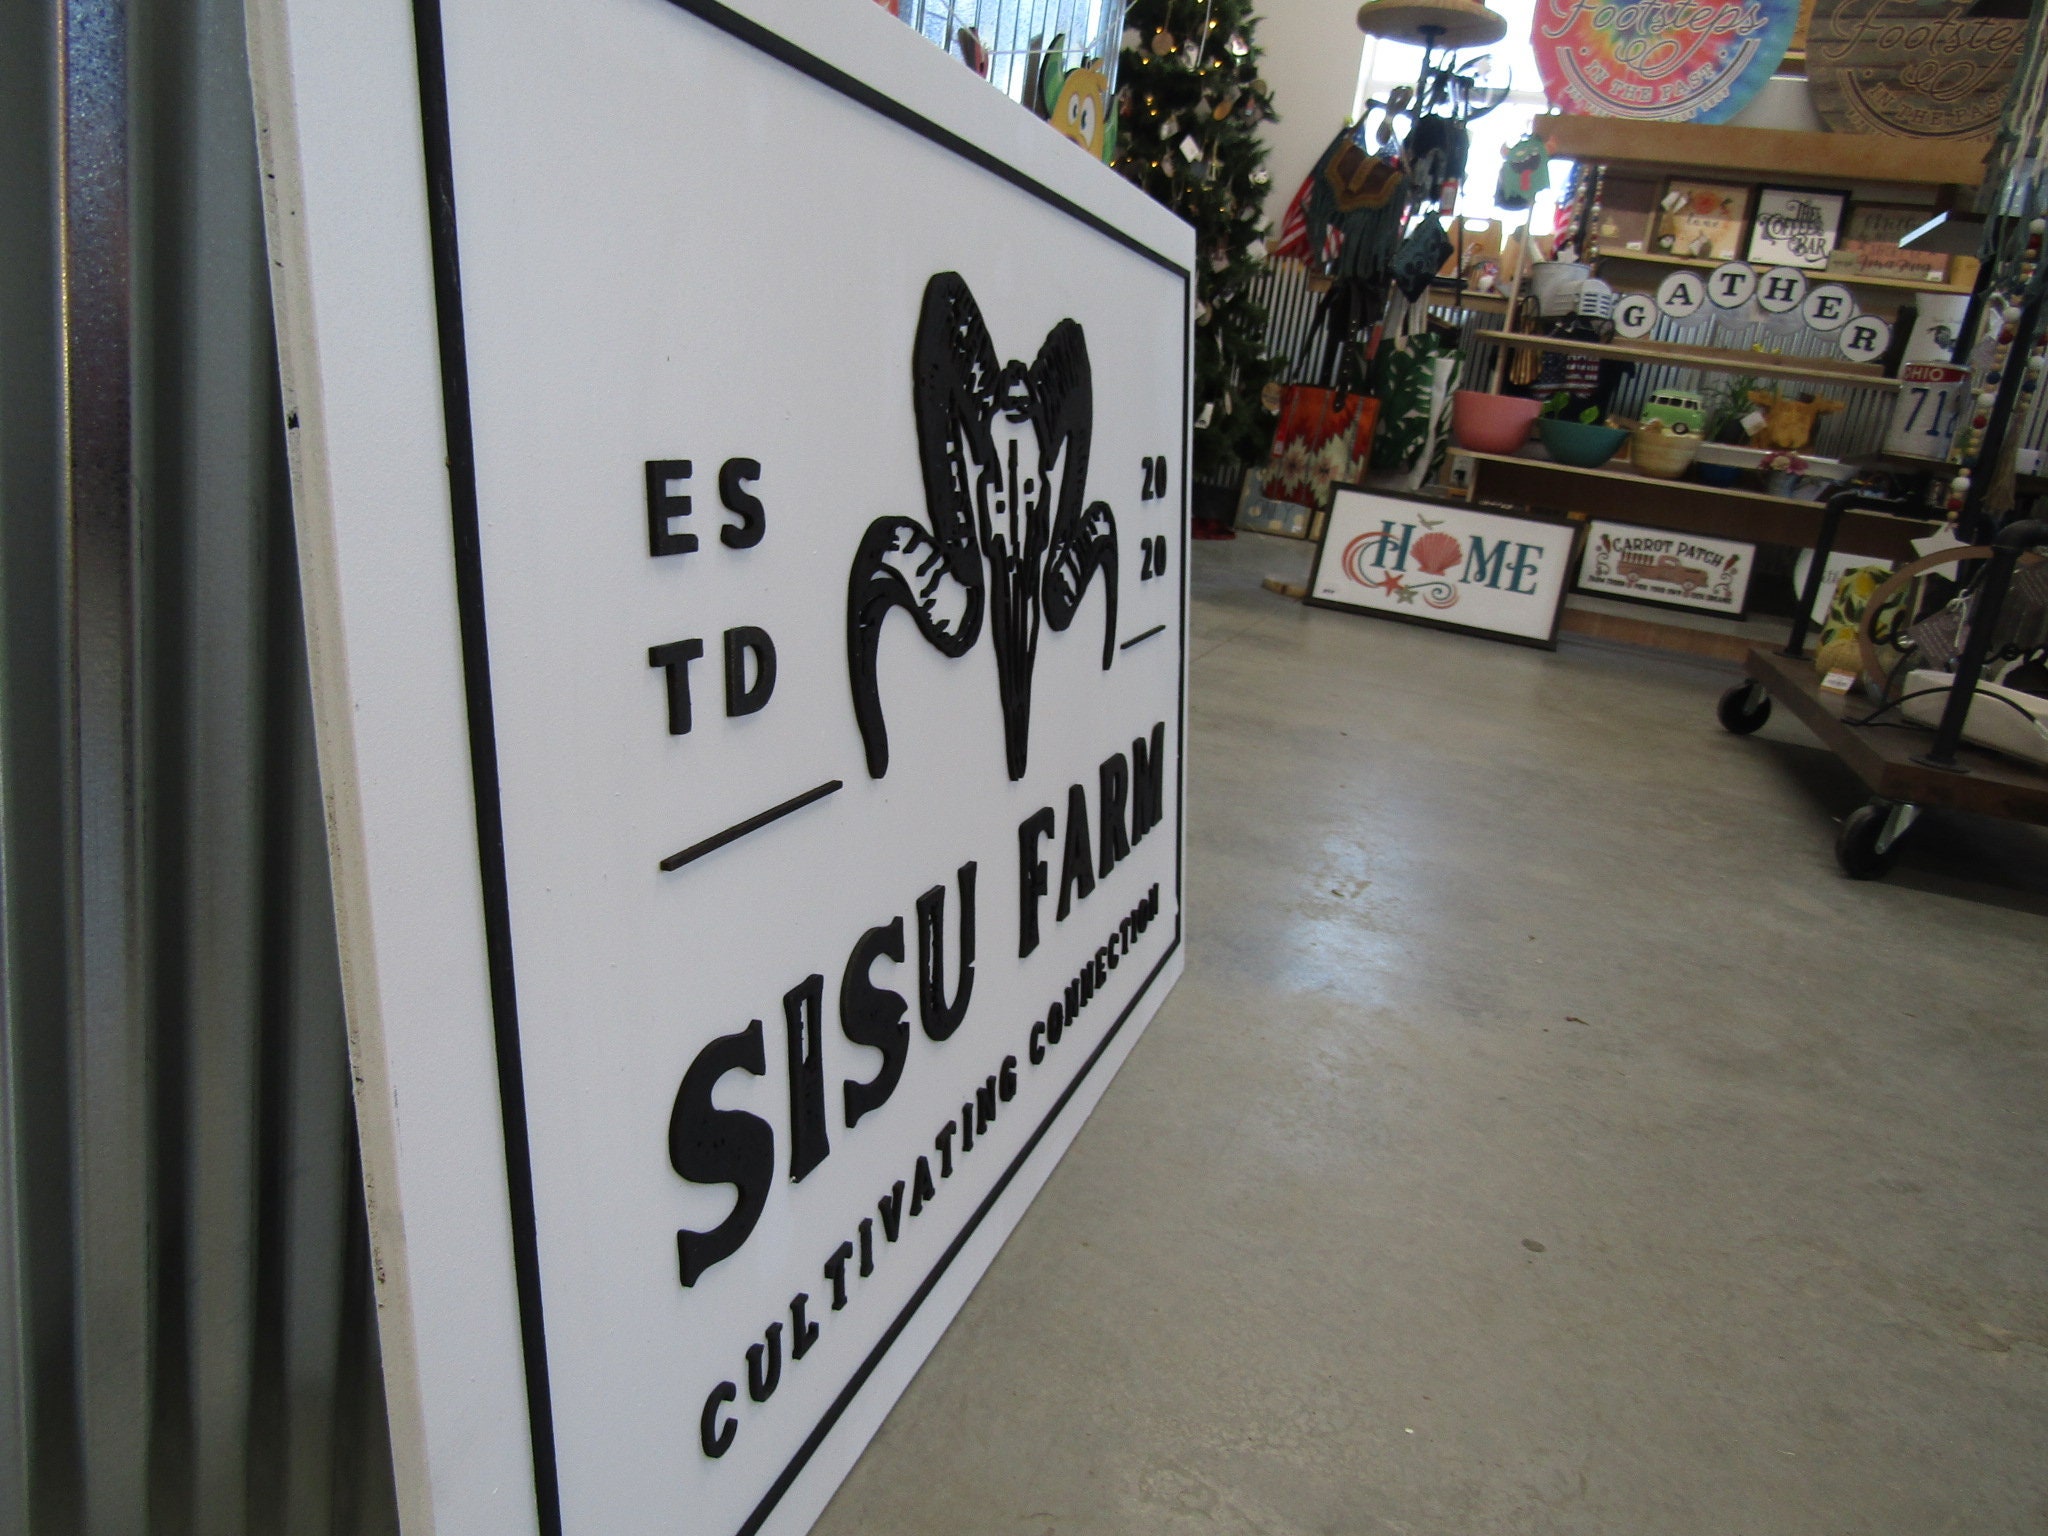 ES
TD
20
20
SISU FARM
CULTIVATING CONNECTION
Footsteps
IN THE PAST
Footsteps
IN THE PAST
THE
COFFEE
BAR
GATHER
OHIO
718
HOME
CARROT PATCH